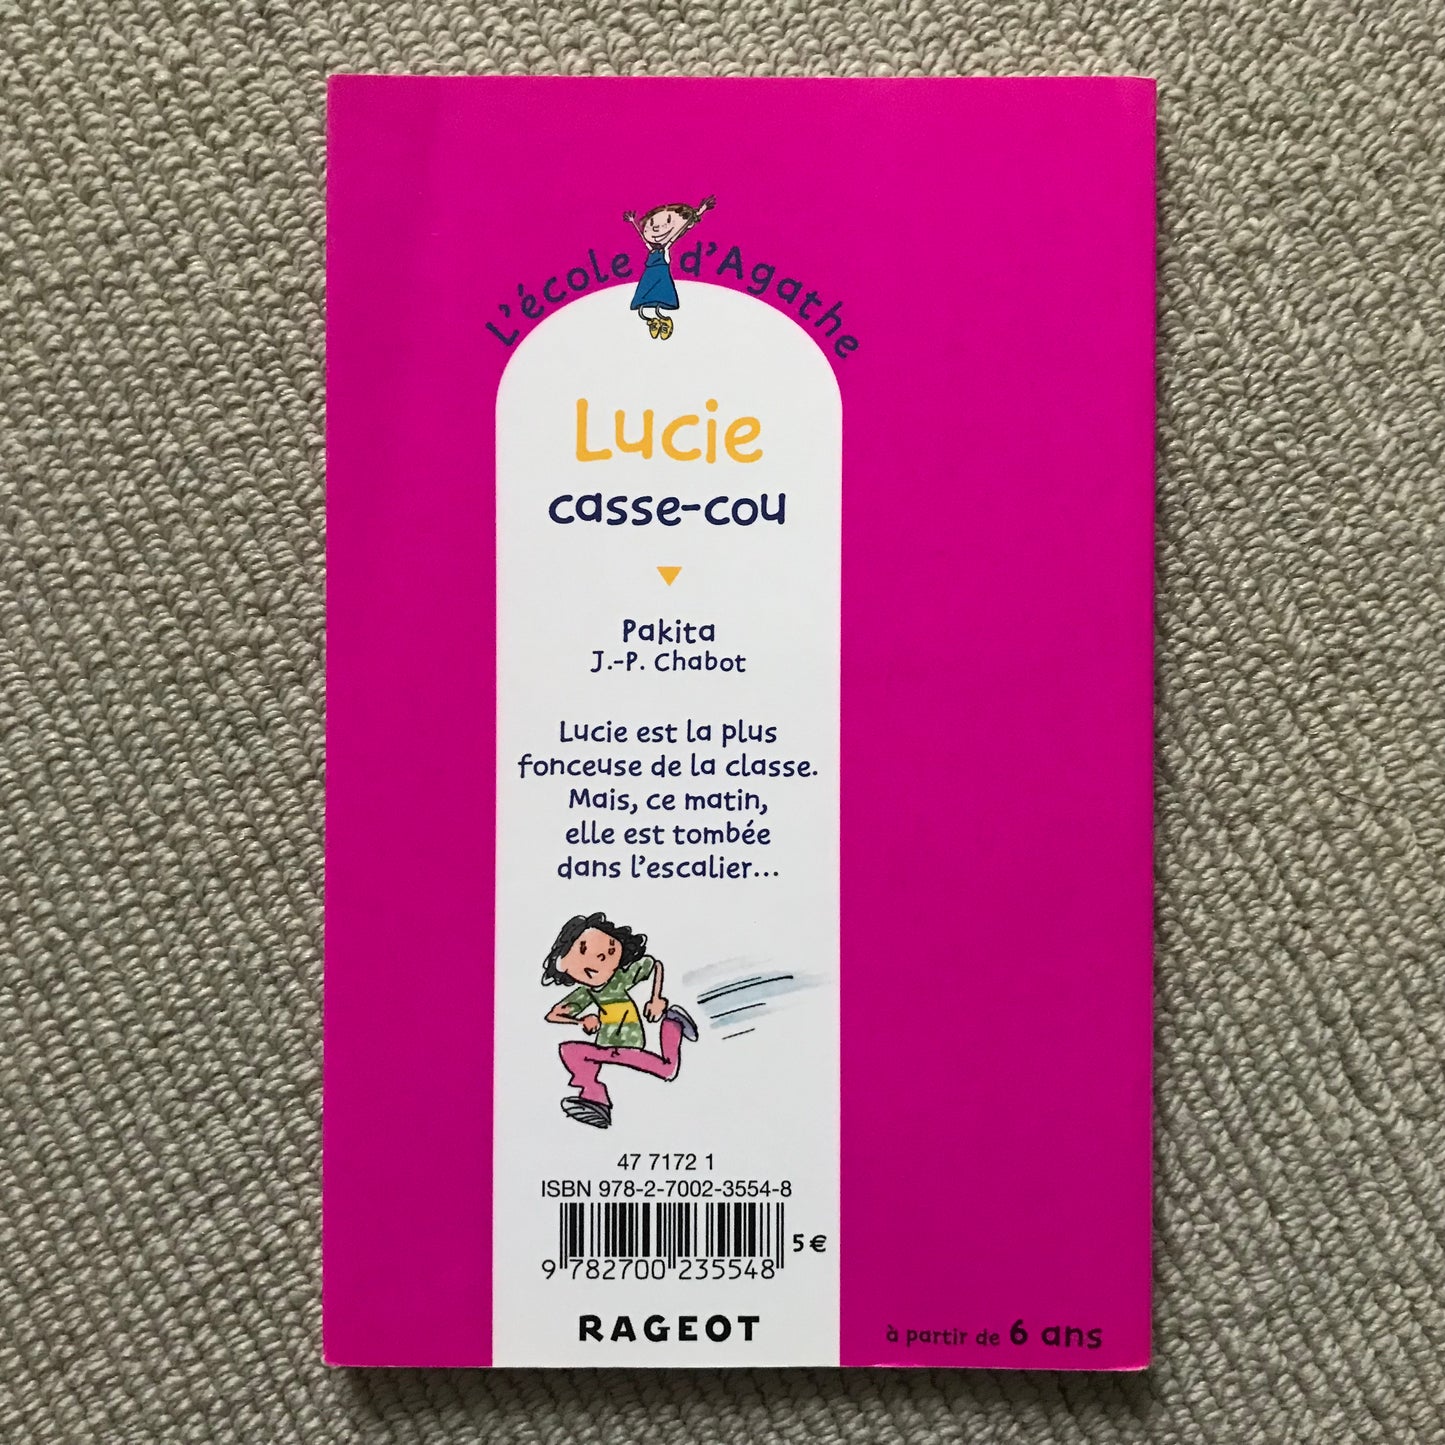 L'école d'Agathe
Lucie
casse-cou
Pakita
J.-P. Chabot
Lucie est la plus
fonceuse de la classe.
Mais, ce matin,
elle est tombée
dans l'escalier...
47 7172 1
ISBN 978-2-7002-3554-8
5 €
9 782700 235548
RAGEOT
à partir de 6 ans